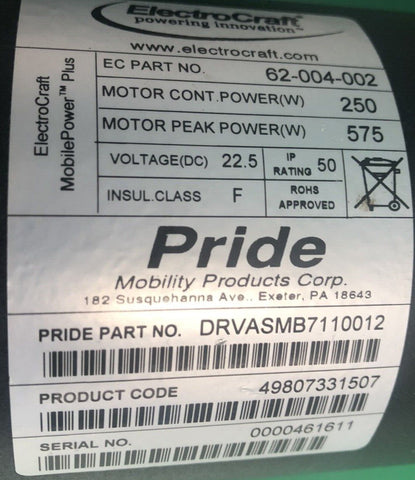 ElectroCraft
powering innovation™
www.electrocraft.com
ElectroCraft
MobilePower™ Plus
EC PART NO. 62-004-002
MOTOR CONT.POWER(W) 250
MOTOR PEAK POWER(W) 575
VOLTAGE(DC) 22.5 IP RATING 50
INSUL.CLASS F ROHS APPROVED
Pride
Mobility Products Corp.
182 Susquehanna Ave.. Exeter, PA 18643
PRIDE PART NO. DRVASMB7110012
PRODUCT CODE 49807331507
SERIAL NO. 0000461611